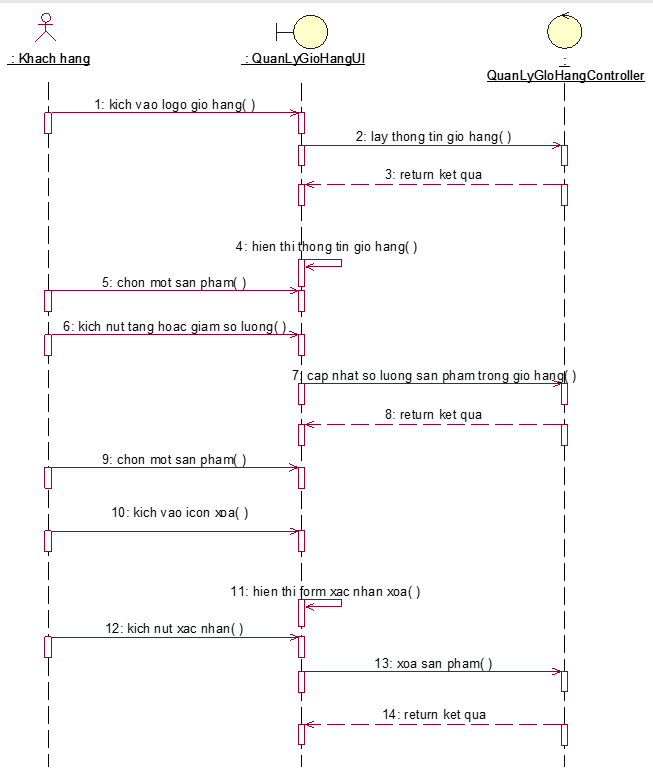 : Khach hang
: QuanLyGioHangUI
:
QuanLyGIoHangController
1: kich vao logo gio hang( )
2: lay thong tin gio hang( )
3: return ket qua
4: hien thi thong tin gio hang( )
5: chon mot san pham( )
6: kich nut tang hoac giam so luong( )
7: cap nhat so luong san pham trong gio hang( )
8: return ket qua
9: chon mot san pham( )
10: kich vao icon xoa( )
11: hien thi form xac nhan xoa( )
12: kich nut xac nhan( )
13: xoa san pham( )
14: return ket qua